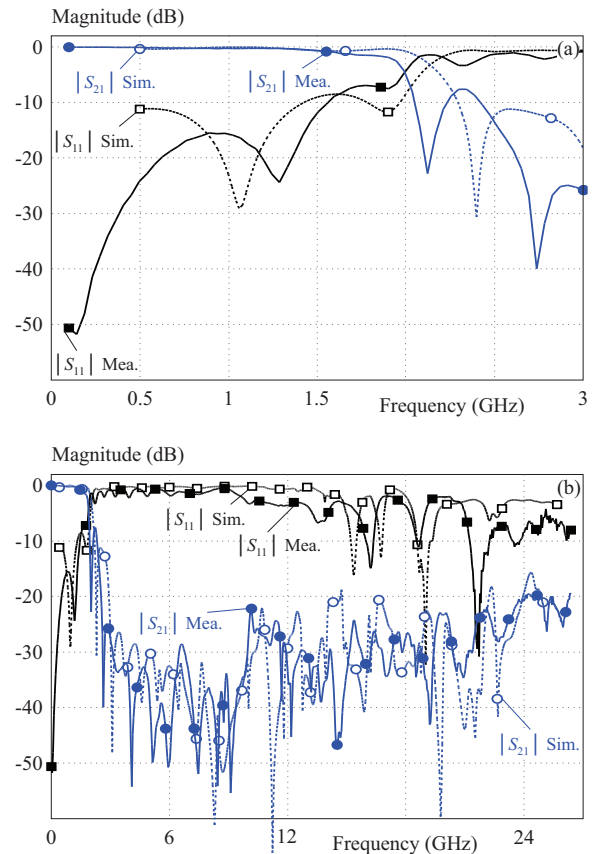 Magnitude (dB)
(a)
0
-10
-20
-30
-40
-50
|S21| Sim.
|S21| Mea.
|S11| Sim.
|S11| Mea.
0 0.5 1 1.5 Frequency (GHz) 3
Magnitude (dB)
(b)
0
-10
-20
-30
-40
-50
|S11| Sim.
|S11| Mea.
|S21| Mea.
|S21| Sim.
0 6 12 Frequency (GHz) 24